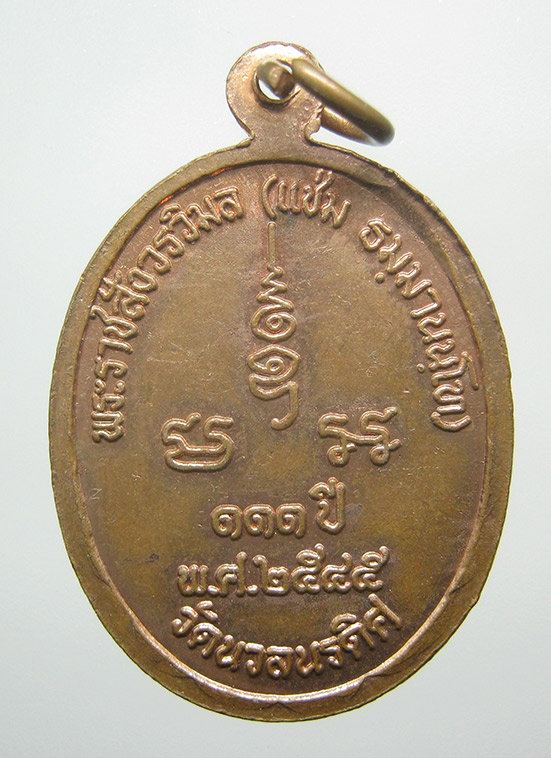 พระราชสังวรวิมล (แช่ม ธมฺมานนฺโท)
๑๑๑ ปี
พ.ศ.๒๕๔๕
วัดนวลนรดิศ